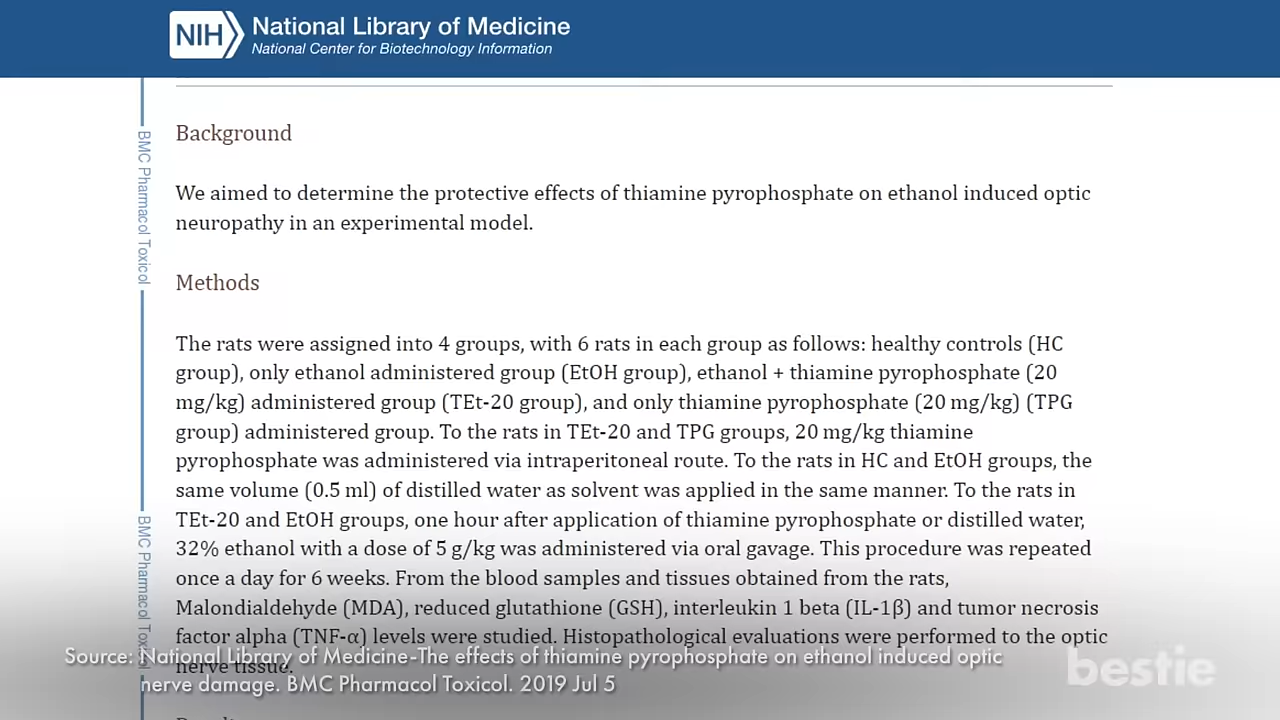 NIH National Library of Medicine
National Center for Biotechnology Information
Background
We aimed to determine the protective effects of thiamine pyrophosphate on ethanol induced optic
neuropathy in an experimental model.
Methods
The rats were assigned into 4 groups, with 6 rats in each group as follows: healthy controls (HC
group), only ethanol administered group (EtOH group), ethanol + thiamine pyrophosphate (20
mg/kg) administered group (TEt-20 group), and only thiamine pyrophosphate (20 mg/kg) (TPG
group) administered group. To the rats in TEt-20 and TPG groups, 20 mg/kg thiamine
pyrophosphate was administered via intraperitoneal route. To the rats in HC and EtOH groups, the
same volume (0.5 ml) of distilled water as solvent was applied in the same manner. To the rats in
TEt-20 and EtOH groups, one hour after application of thiamine pyrophosphate or distilled water,
32% ethanol with a dose of 5 g/kg was administered via oral gavage. This procedure was repeated
once a day for 6 weeks. From the blood samples and tissues obtained from the rats,
Malondialdehyde (MDA), reduced glutathione (GSH), interleukin 1 beta (IL-1β) and tumor necrosis
factor alpha (TNF-α) levels were studied. Histopathological evaluations were performed to the optic
nerve tissue.
BMC Pharmacol Toxicol
BMC Pharmacol
Source: National Library of Medicine-The effects of thiamine pyrophosphate on ethanol induced optic
nerve damage. BMC Pharmacol Toxicol. 2019 Jul 5
bestie